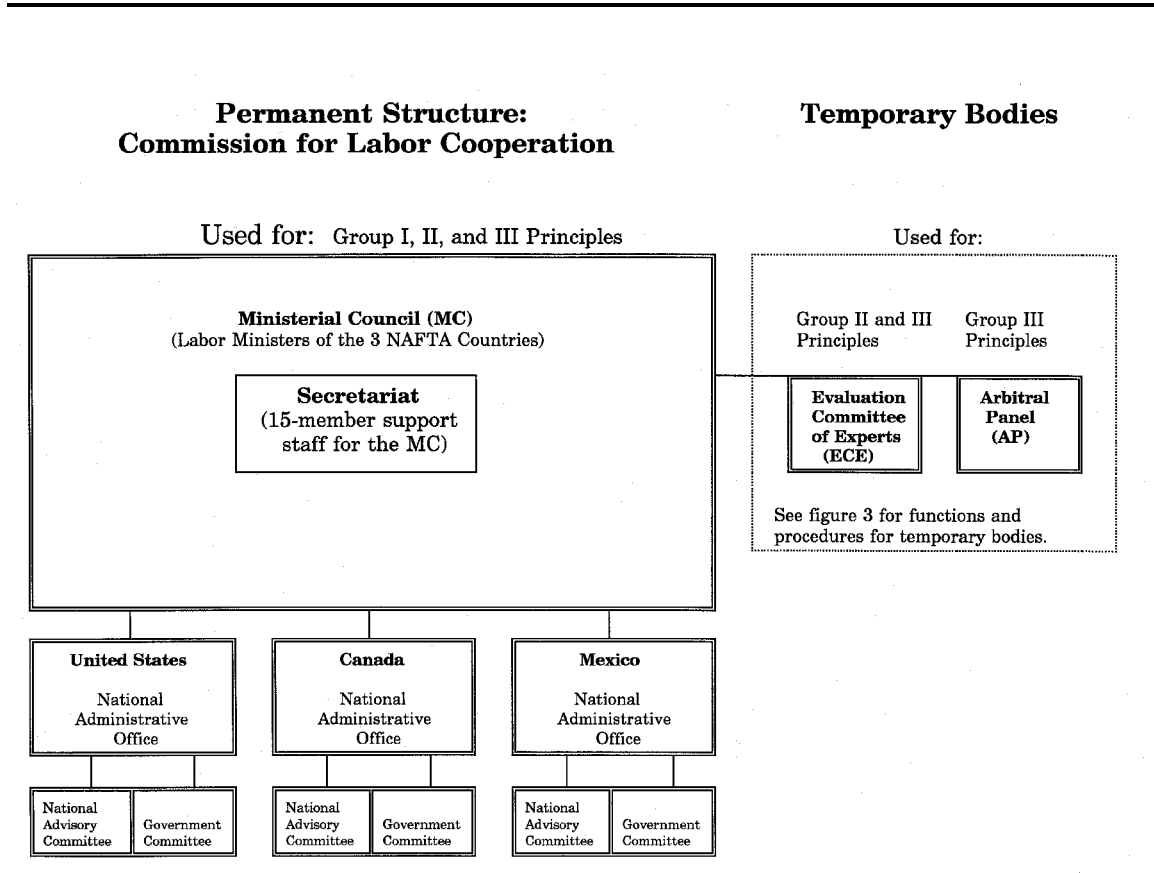 Permanent Structure:
Commission for Labor Cooperation
Temporary Bodies
Used for: Group I, II, and III Principles
Used for:
Ministerial Council (MC)
(Labor Ministers of the 3 NAFTA Countries)
Secretariat
(15-member support
staff for the MC)
Group II and III
Principles
Group III
Principles
Evaluation
Committee
of Experts
(ECE)
Arbitral
Panel
(AP)
See figure 3 for functions and
procedures for temporary bodies.
United States
National
Administrative
Office
Canada
National
Administrative
Office
Mexico
National
Administrative
Office
National
Advisory
Committee
Government
Committee
National
Advisory
Committee
Government
Committee
National
Advisory
Committee
Government
Committee